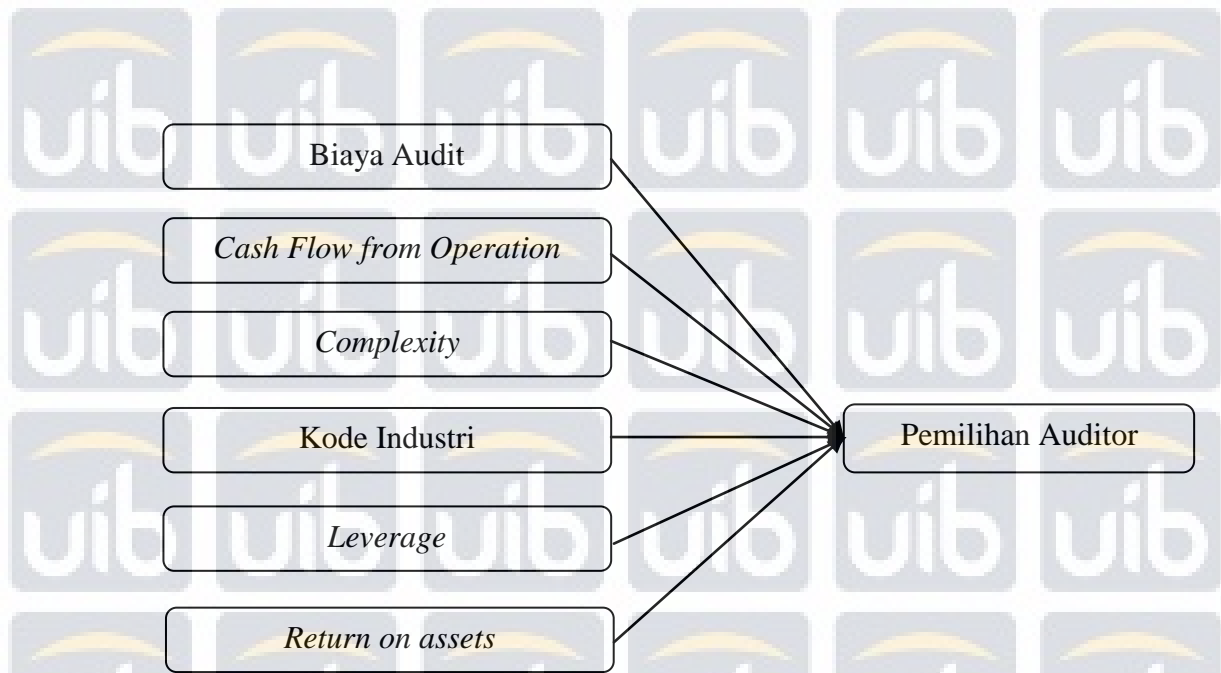 Biaya Audit
Cash Flow from Operation
Complexity
Kode Industri
Pemilihan Auditor
Leverage
Return on assets